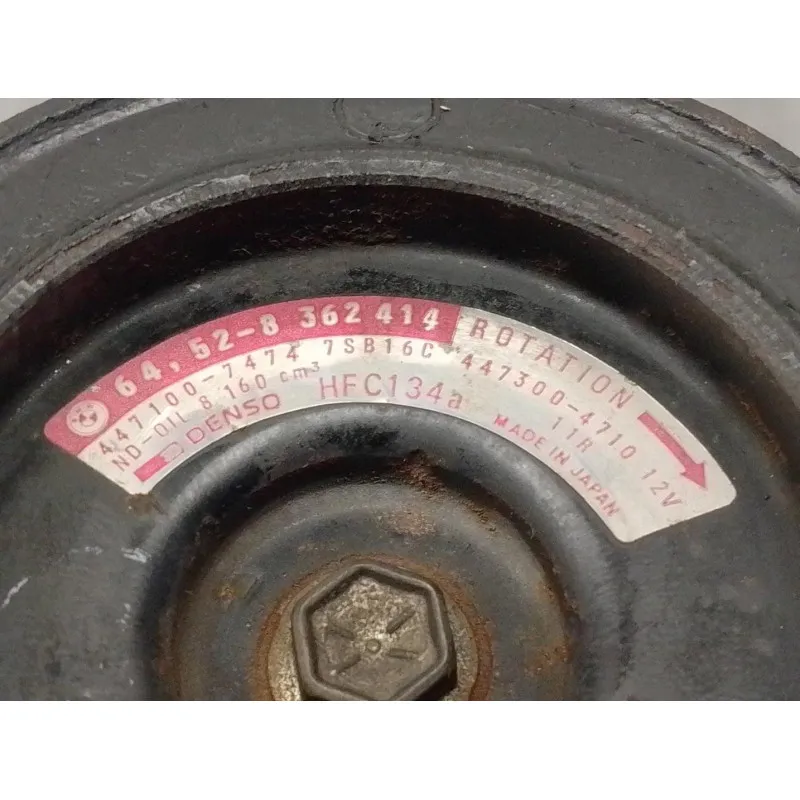 64.52-8 362 414 ROTATION
447100-7474 7SB16C 447300-4710 12V
ND-OIL 8 160 cm³ HFC134a 11R
DENSO MADE IN JAPAN